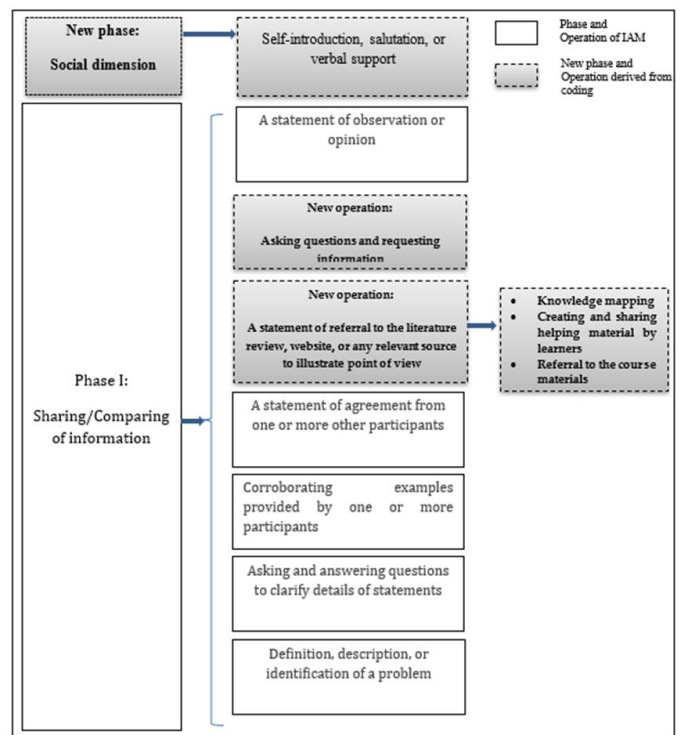 New phase:
Social dimension
Self-introduction, salutation, or
verbal support
Phase and
Operation of IAM
New phase and
Operation derived from
coding
A statement of observation or
opinion
New operation:
Asking questions and requesting
information
New operation:
A statement of referral to the literature
review, website, or any relevant source
to illustrate point of view
• Knowledge mapping
• Creating and sharing
helping material by
learners
• Referral to the course
materials
Phase I:
Sharing/Comparing
of information
A statement of agreement from
one or more other participants
Corroborating examples
provided by one or more
participants
Asking and answering questions
to clarify details of statements
Definition, description, or
identification of a problem